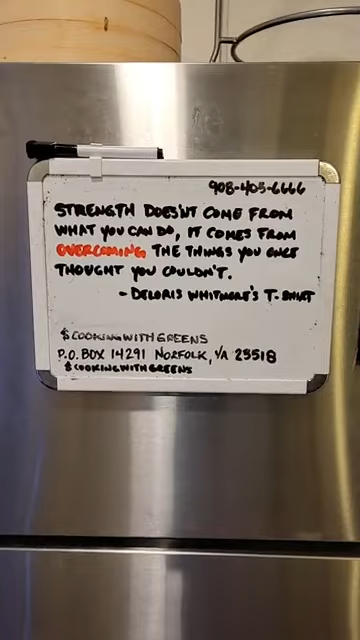 908-405-6666
STRENGTH DOESN'T COME FROM
WHAT YOU CAN DO, IT COMES FROM
OVERCOMING THE THINGS YOU ONCE
THOUGHT YOU COULDN'T.
- DELORIS WHITMORE'S T-SHIRT
$COOKINGWITHGREENS
P.O. BOX 14291 NORFOLK, VA 23518
$COOKINGWITHGREENS